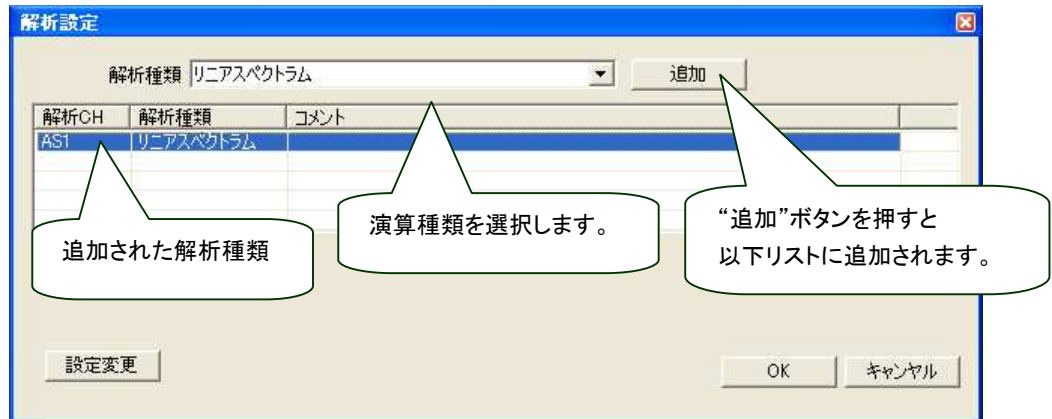 解析設定
解析種類 リニアスペクトラム 追加
解析CH 解析種類 コメント
AS1 リニアスペクトラム
追加された解析種類
演算種類を選択します。
“追加”ボタンを押すと
以下リストに追加されます。
設定変更 OK キャンセル